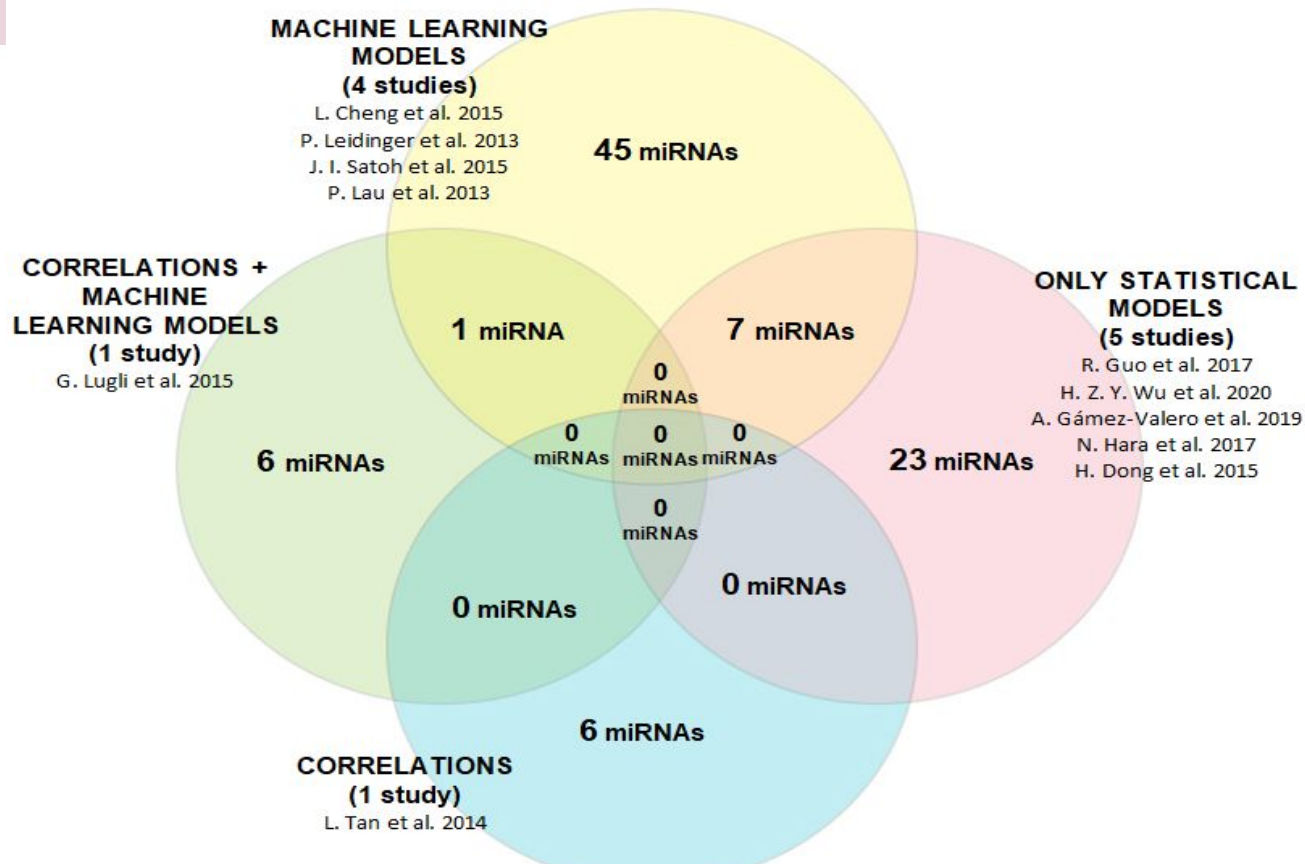 MACHINE LEARNING
MODELS
(4 studies)
L. Cheng et al. 2015
P. Leidinger et al. 2013
J. I. Satoh et al. 2015
P. Lau et al. 2013
45 miRNAs
CORRELATIONS +
MACHINE
LEARNING MODELS
(1 study)
G. Lugli et al. 2015
ONLY STATISTICAL
MODELS
(5 studies)
R. Guo et al. 2017
H. Z. Y. Wu et al. 2020
A. Gámez-Valero et al. 2019
N. Hara et al. 2017
H. Dong et al. 2015
1 miRNA
7 miRNAs
0
miRNAs
0
miRNAs
0
miRNAs
0
miRNAs
6 miRNAs
23 miRNAs
0
miRNAs
0 miRNAs
0 miRNAs
6 miRNAs
CORRELATIONS
(1 study)
L. Tan et al. 2014